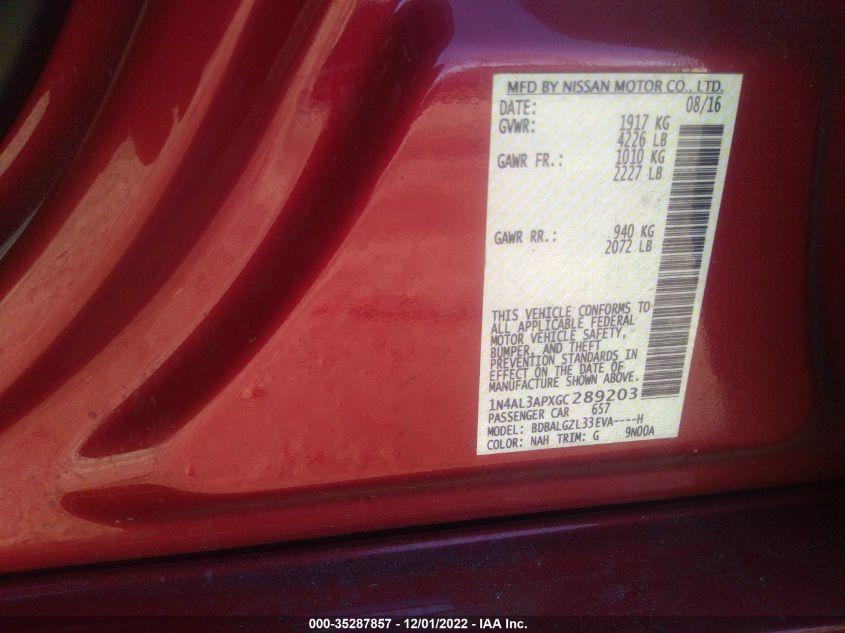 MFD BY NISSAN MOTOR CO., LTD.
DATE: 08/16
GVWR: 1917 KG
4226 LB
GAWR FR.: 1010 KG
2227 LB
GAWR RR.: 940 KG
2072 LB
THIS VEHICLE CONFORMS TO
ALL APPLICABLE FEDERAL
MOTOR VEHICLE SAFETY,
BUMPER, AND THEFT
PREVENTION STANDARDS IN
EFFECT ON THE DATE OF
MANUFACTURE SHOWN ABOVE.
1N4AL3APXGC289203
PASSENGER CAR 657
MODEL: BDBALGZL33EVA----H
COLOR: NAH TRIM: G 9N00A
000-35287857 - 12/01/2022 - IAA Inc.